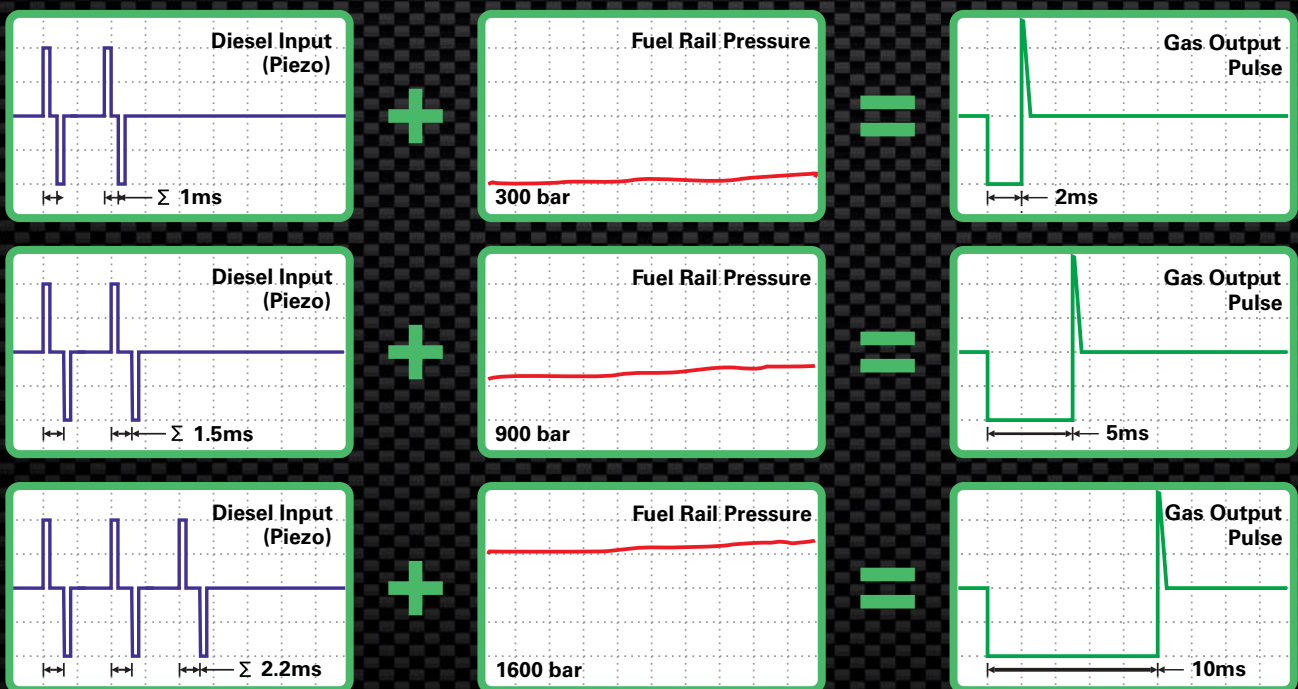 Diesel Input
(Piezo)
Σ 1ms
+
Fuel Rail Pressure
300 bar
=
Gas Output
Pulse
2ms
Diesel Input
(Piezo)
Σ 1.5ms
+
Fuel Rail Pressure
900 bar
=
Gas Output
Pulse
5ms
Diesel Input
(Piezo)
Σ 2.2ms
+
Fuel Rail Pressure
1600 bar
=
Gas Output
Pulse
10ms